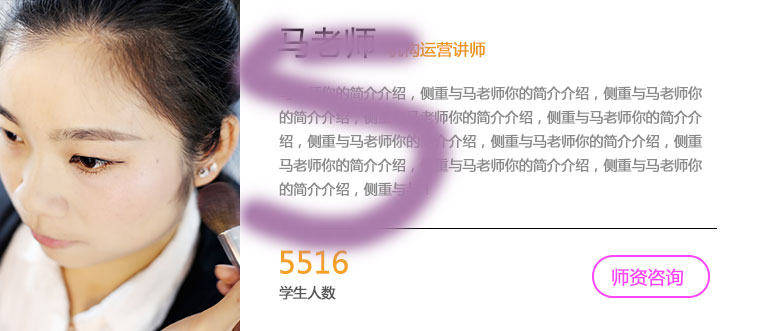 马老师 机构运营讲师
马老师你的简介介绍，侧重与马老师你的简介介绍，侧重与马老师你
的简介介绍，侧重与马老师你的简介介绍，侧重与马老师你的简介介
绍，侧重与马老师你的简介介绍，侧重与马老师你的简介介绍，侧重
马老师你的简介介绍，侧重与马老师你的简介介绍，侧重与马老师你
的简介介绍，侧重与
5516
学生人数
师资咨询